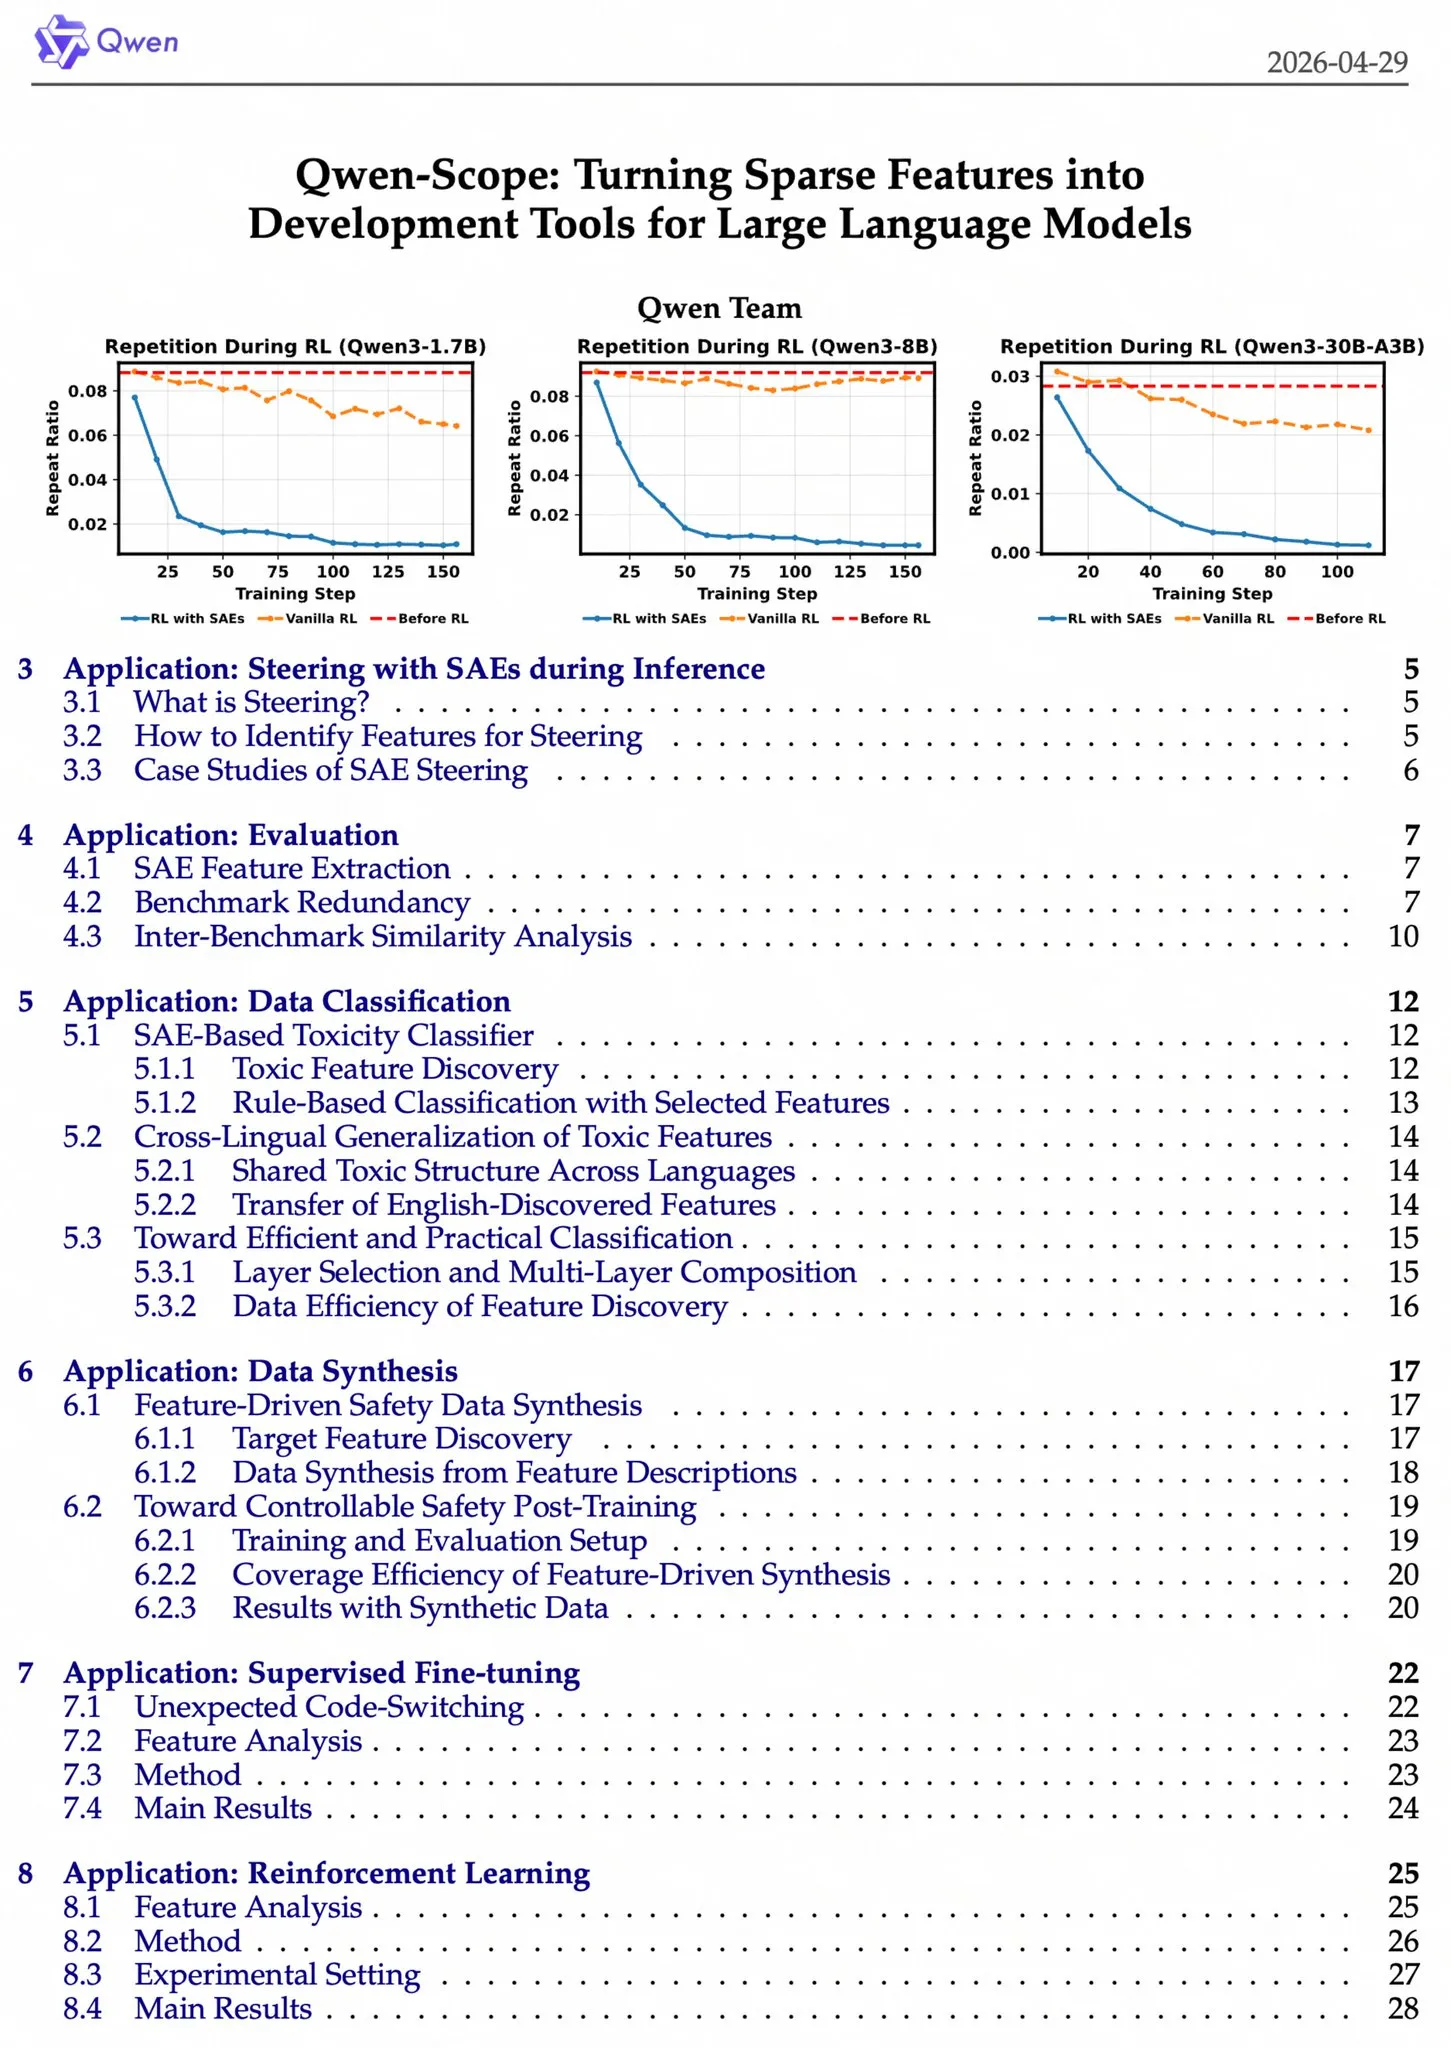 Qwen
2026-04-29
Qwen-Scope: Turning Sparse Features into
Development Tools for Large Language Models
Qwen Team
Repetition During RL (Qwen3-1.7B)
Repeat Ratio
0.08
0.06
0.04
0.02
25 50 75 100 125 150
Training Step
RL with SAEs Vanilla RL Before RL
Repetition During RL (Qwen3-8B)
Repeat Ratio
0.08
0.06
0.04
0.02
25 50 75 100 125 150
Training Step
RL with SAEs Vanilla RL Before RL
Repetition During RL (Qwen3-30B-A3B)
Repeat Ratio
0.03
0.02
0.01
0.00
20 40 60 80 100
Training Step
RL with SAEs Vanilla RL Before RL
3 Application: Steering with SAEs during Inference 5
3.1 What is Steering? . . . . . . . . . . . . . . . . . . . . 5
3.2 How to Identify Features for Steering . . . . . . . . . . . . . . . . . . . . 5
3.3 Case Studies of SAE Steering . . . . . . . . . . . . . . . . . . . . 6
4 Application: Evaluation 7
4.1 SAE Feature Extraction . . . . . . . . . . . . . . . . . . . . 7
4.2 Benchmark Redundancy . . . . . . . . . . . . . . . . . . . . 7
4.3 Inter-Benchmark Similarity Analysis . . . . . . . . . . . . . . . . . . . . 10
5 Application: Data Classification 12
5.1 SAE-Based Toxicity Classifier . . . . . . . . . . . . . . . . . . . . 12
5.1.1 Toxic Feature Discovery . . . . . . . . . . . . . . . . . . . . 12
5.1.2 Rule-Based Classification with Selected Features . . . . . . . . . . . . . . . . . . . . 13
5.2 Cross-Lingual Generalization of Toxic Features . . . . . . . . . . . . . . . . . . . . 14
5.2.1 Shared Toxic Structure Across Languages . . . . . . . . . . . . . . . . . . . . 14
5.2.2 Transfer of English-Discovered Features . . . . . . . . . . . . . . . . . . . . 14
5.3 Toward Efficient and Practical Classification . . . . . . . . . . . . . . . . . . . . 15
5.3.1 Layer Selection and Multi-Layer Composition . . . . . . . . . . . . . . . . . . . . 15
5.3.2 Data Efficiency of Feature Discovery . . . . . . . . . . . . . . . . . . . . 16
6 Application: Data Synthesis 17
6.1 Feature-Driven Safety Data Synthesis . . . . . . . . . . . . . . . . . . . . 17
6.1.1 Target Feature Discovery . . . . . . . . . . . . . . . . . . . . 17
6.1.2 Data Synthesis from Feature Descriptions . . . . . . . . . . . . . . . . . . . . 18
6.2 Toward Controllable Safety Post-Training . . . . . . . . . . . . . . . . . . . . 19
6.2.1 Training and Evaluation Setup . . . . . . . . . . . . . . . . . . . . 19
6.2.2 Coverage Efficiency of Feature-Driven Synthesis . . . . . . . . . . . . . . . . . . . . 20
6.2.3 Results with Synthetic Data . . . . . . . . . . . . . . . . . . . . 20
7 Application: Supervised Fine-tuning 22
7.1 Unexpected Code-Switching . . . . . . . . . . . . . . . . . . . . 22
7.2 Feature Analysis . . . . . . . . . . . . . . . . . . . . 23
7.3 Method . . . . . . . . . . . . . . . . . . . . 23
7.4 Main Results . . . . . . . . . . . . . . . . . . . . 24
8 Application: Reinforcement Learning 25
8.1 Feature Analysis . . . . . . . . . . . . . . . . . . . . 25
8.2 Method . . . . . . . . . . . . . . . . . . . . 26
8.3 Experimental Setting . . . . . . . . . . . . . . . . . . . . 27
8.4 Main Results . . . . . . . . . . . . . . . . . . . . 28